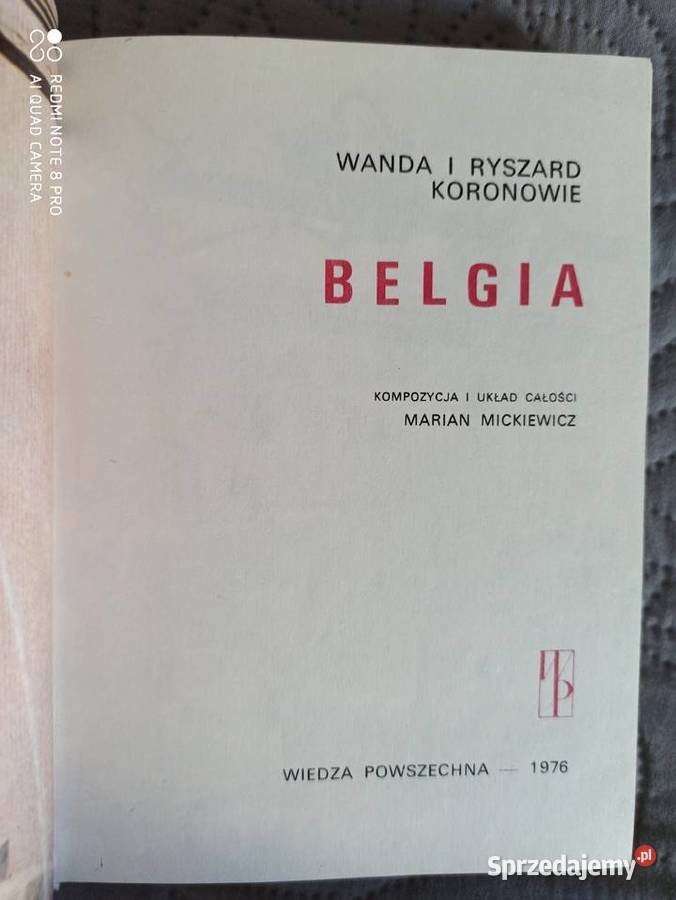 REDMI NOTE 8 PRO
AI QUAD CAMERA
WANDA I RYSZARD
KORONOWIE
BELGIA
KOMPOZYCJA I UKŁAD CAŁOŚCI
MARIAN MICKIEWICZ
WP
WIEDZA POWSZECHNA — 1976
Sprzedajemy.pl